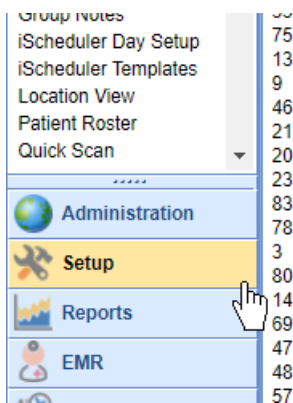 Group Notes
iScheduler Day Setup
iScheduler Templates
Location View
Patient Roster
Quick Scan
Administration
Setup
Reports
EMR
75
13
9
46
21
20
23
83
78
3
80
14
69
47
48
57